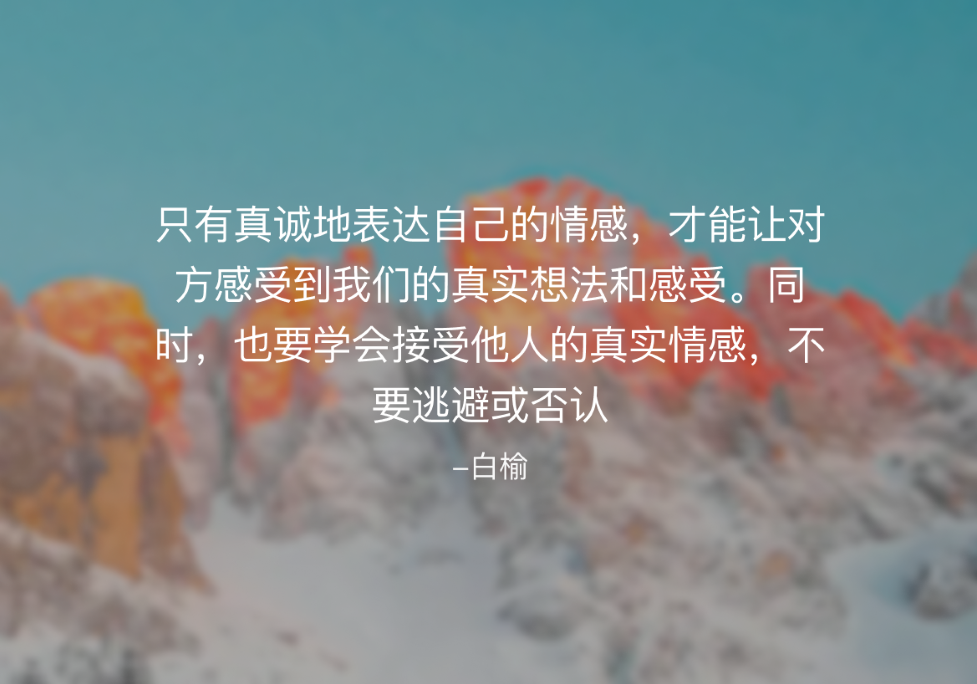 只有真诚地表达自己的情感，才能让对
方感受到我们的真实想法和感受。同
时，也要学会接受他人的真实情感，不
要逃避或否认
–白榆